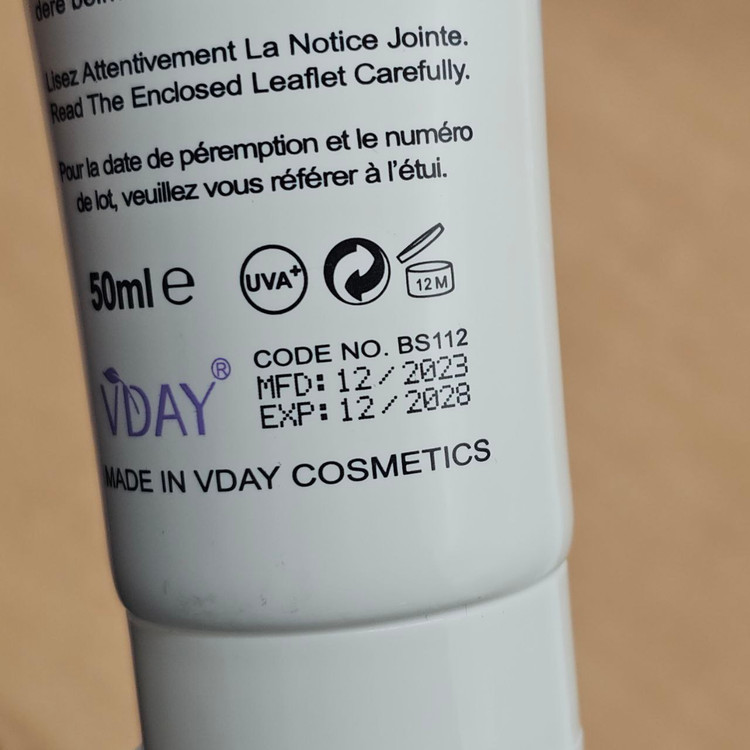 Lisez Attentivement La Notice Jointe.
Read The Enclosed Leaflet Carefully.
Pour la date de péremption et le numéro
de lot, veuillez vous référer à l'étui.
50ml e
UVA+
12 M
VDAY®
CODE NO. BS112
MFD: 12/2023
EXP: 12/2028
MADE IN VDAY COSMETICS